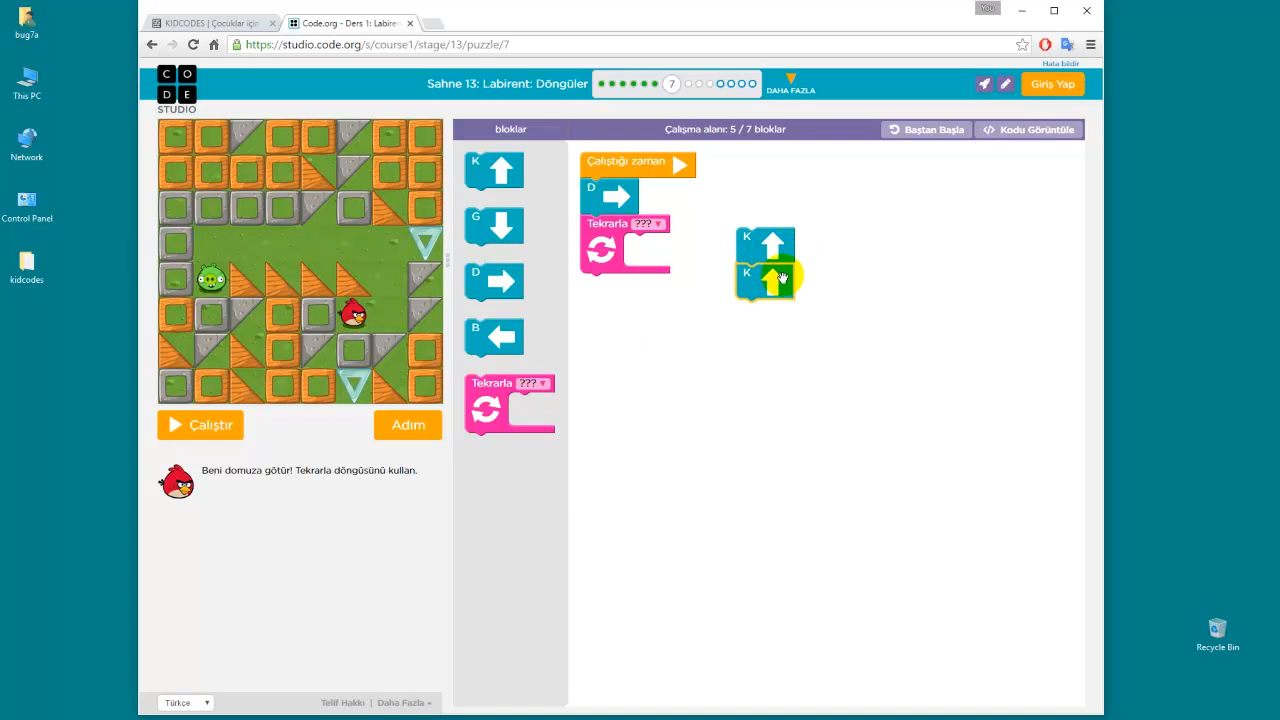 bug7a
This PC
Network
Control Panel
kidcodes
Recycle Bin
KIDCODES | Çocuklar için
Code.org - Ders 1: Labiren
You
https://studio.code.org/s/course1/stage/13/puzzle/7
Hata bildir
C O
D E
STUDIO
Sahne 13: Labirent: Döngüler
7
DAHA FAZLA
Giriş Yap
bloklar
Çalışma alanı: 5 / 7 bloklar
Baştan Başla
Kodu Görüntüle
K
G
D
B
Tekrarla ???
Çalıştığı zaman
D
Tekrarla ???
K
K
Çalıştır
Adım
Beni domuza götür! Tekrarla döngüsünü kullan.
Türkçe
Telif Hakkı | Daha Fazla